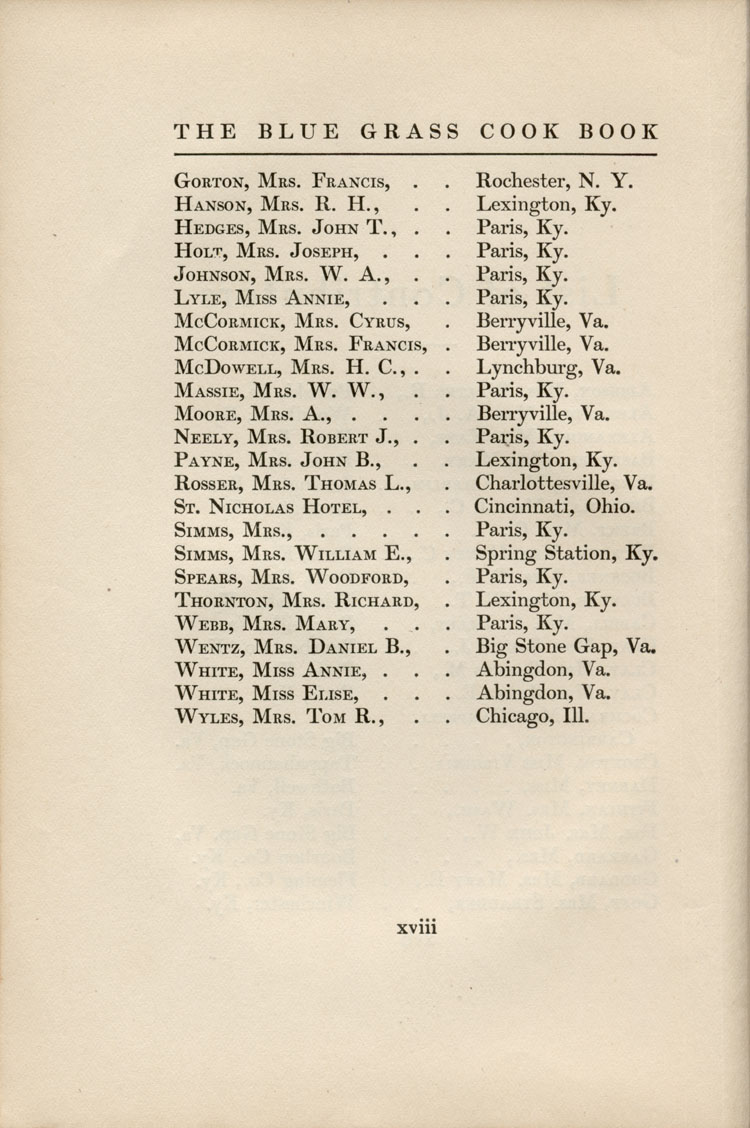 THE BLUE GRASS COOK BOOK
GORTON, MRS. FRANCIS, . . Rochester, N. Y.
HANSON, MRS. R. H., . . Lexington, Ky.
HEDGES, MRS. JOHN T., . . Paris, Ky.
HOLT, MRS. JOSEPH, . . . Paris, Ky.
JOHNSON, MRS. W. A., . . Paris, Ky.
LYLE, MISS ANNIE, . . . Paris, Ky.
MCCORMICK, MRS. CYRUS, . Berryville, Va.
MCCORMICK, MRS. FRANCIS, . Berryville, Va.
MCDOWELL, MRS. H. C., . . Lynchburg, Va.
MASSIE, MRS. W. W., . . Paris, Ky.
MOORE, MRS. A., . . . . Berryville, Va.
NEELY, MRS. ROBERT J., . . Paris, Ky.
PAYNE, MRS. JOHN B., . . Lexington, Ky.
ROSSER, MRS. THOMAS L., . Charlottesville, Va.
ST. NICHOLAS HOTEL, . . . Cincinnati, Ohio.
SIMMS, MRS., . . . . . Paris, Ky.
SIMMS, MRS. WILLIAM E., . Spring Station, Ky.
SPEARS, MRS. WOODFORD, . Paris, Ky.
THORNTON, MRS. RICHARD, . Lexington, Ky.
WEBB, MRS. MARY, . . . Paris, Ky.
WENTZ, MRS. DANIEL B., . Big Stone Gap, Va.
WHITE, MISS ANNIE, . . . Abingdon, Va.
WHITE, MISS ELISE, . . . Abingdon, Va.
WYLES, MRS. TOM R., . . Chicago, Ill.
xviii